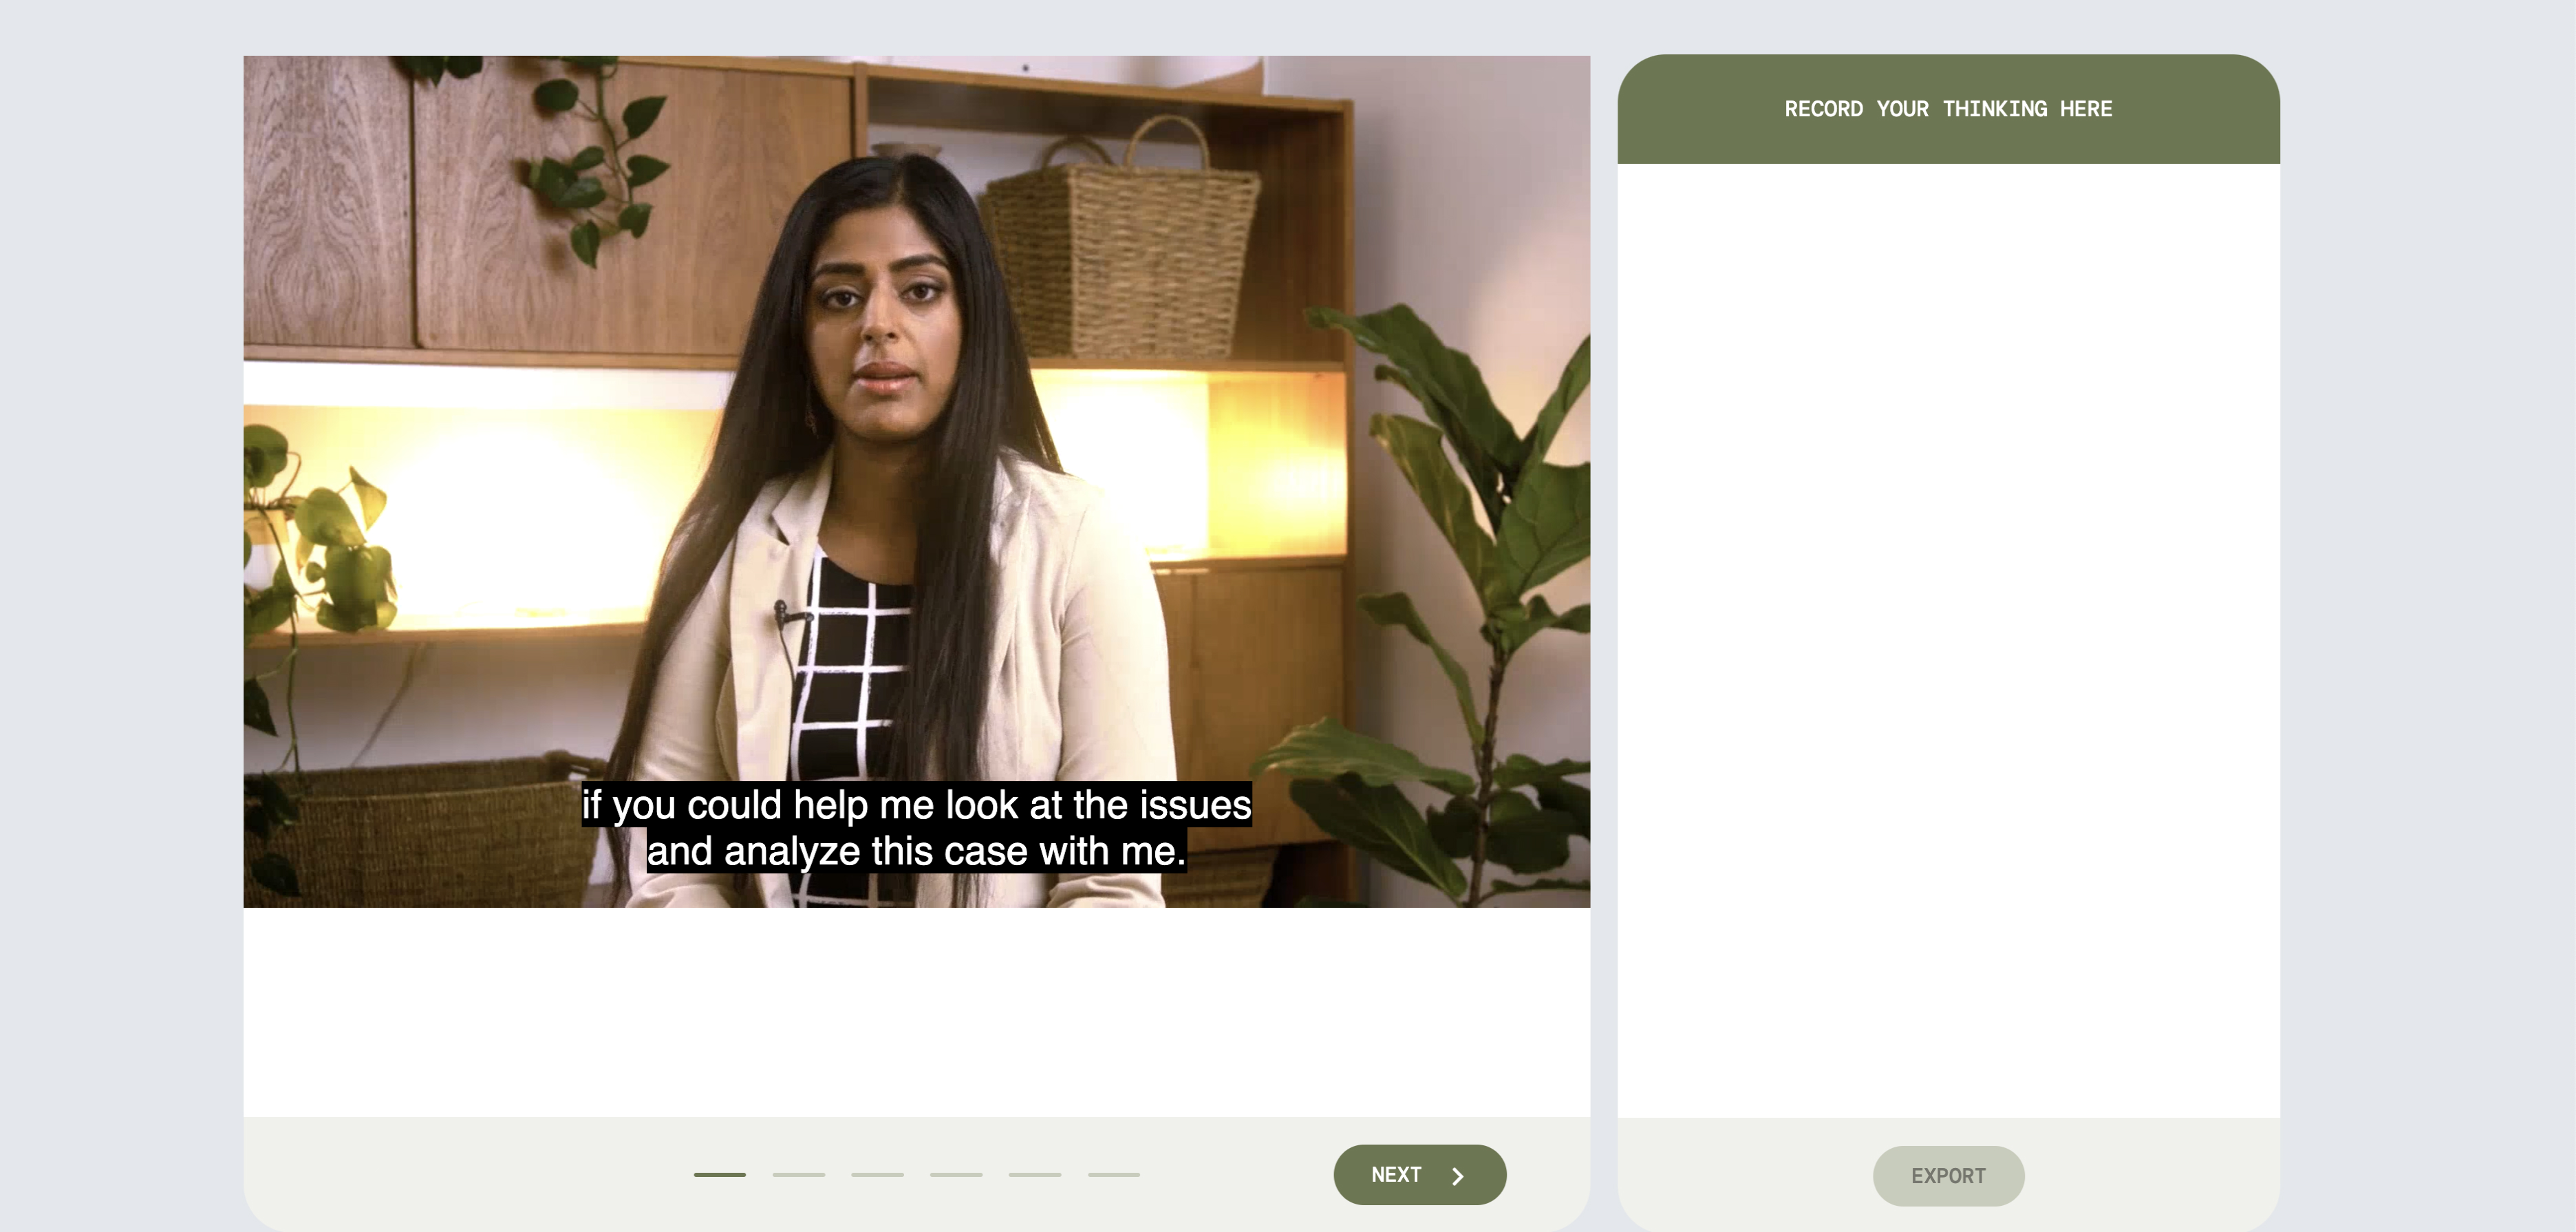 RECORD YOUR THINKING HERE
if you could help me look at the issues
and analyze this case with me.
NEXT
EXPORT